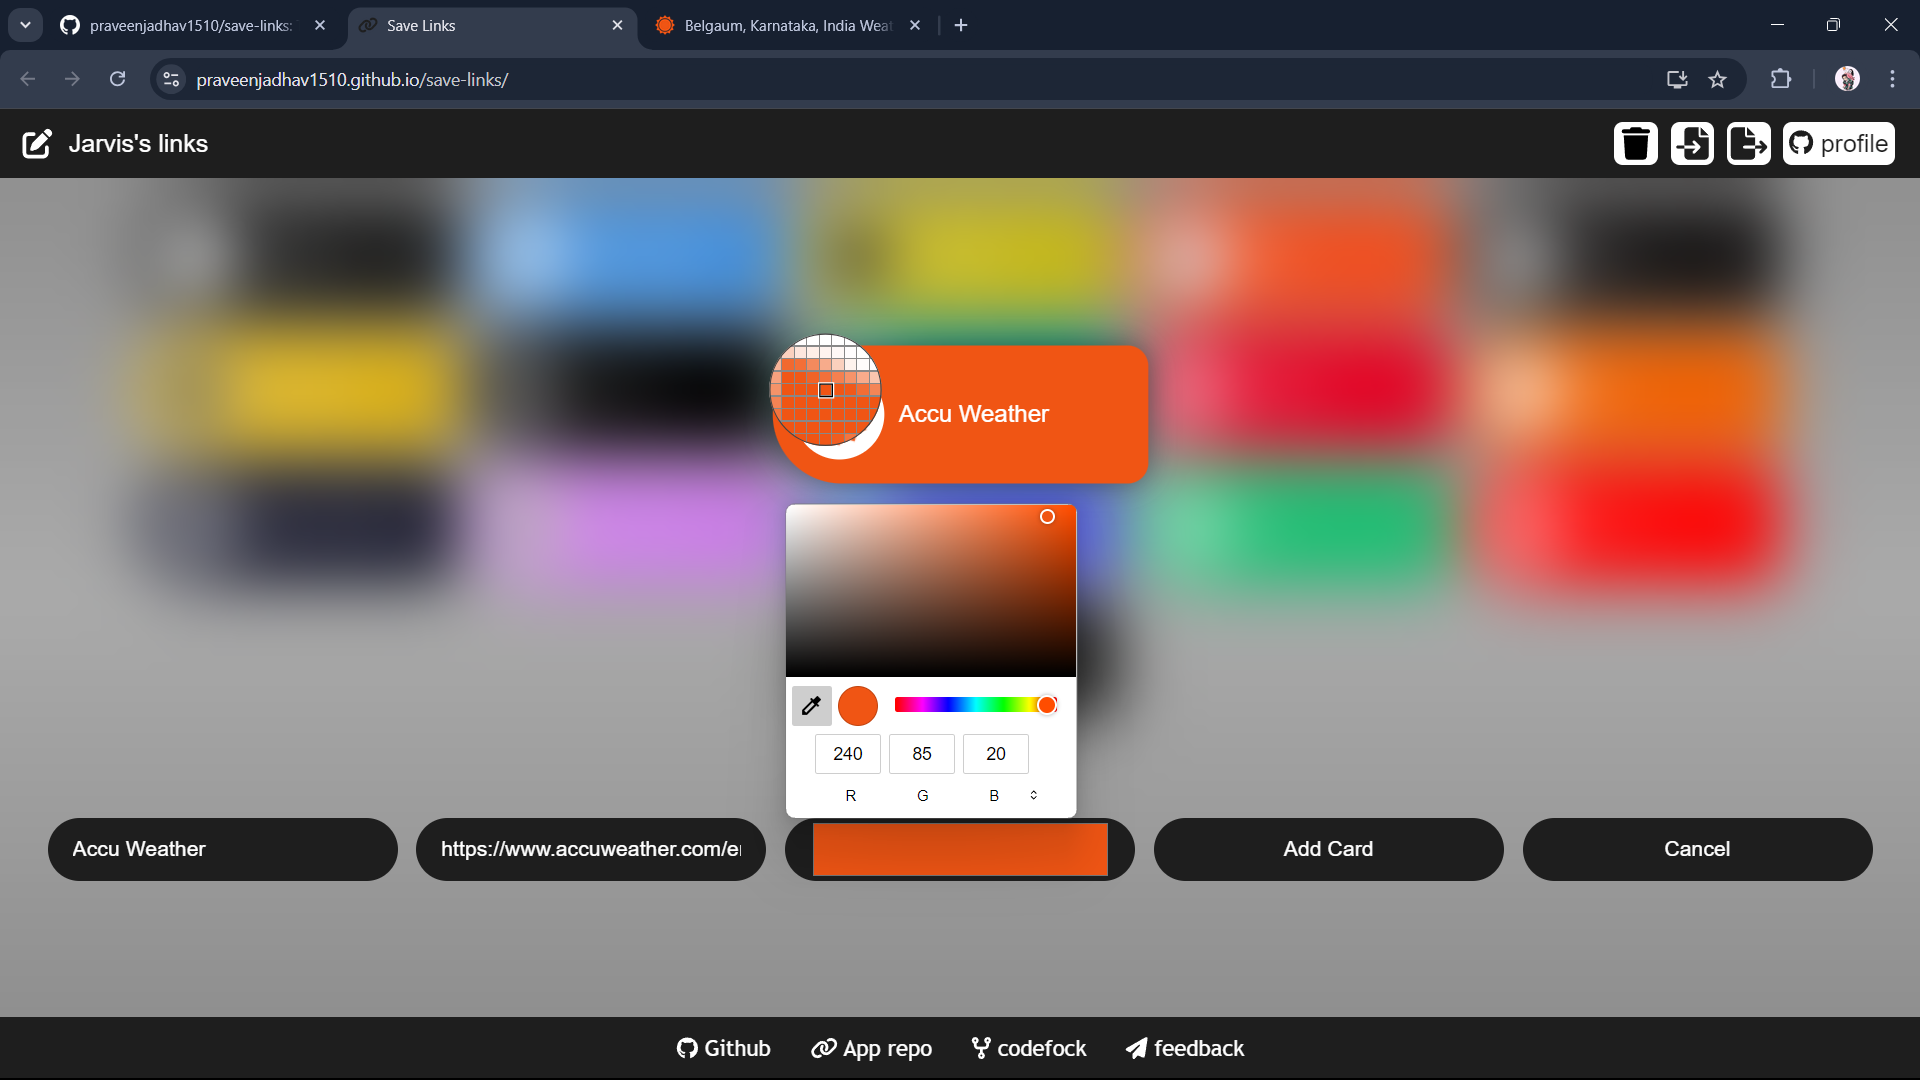 praveenjadhav1510/save-links:
Save Links
Belgaum, Karnataka, India Wea
praveenjadhav1510.github.io/save-links/
Jarvis's links
profile
Accu Weather
240
85
20
R
G
B
Accu Weather
https://www.accuweather.com/e
Add Card
Cancel
Github
App repo
codefock
feedback